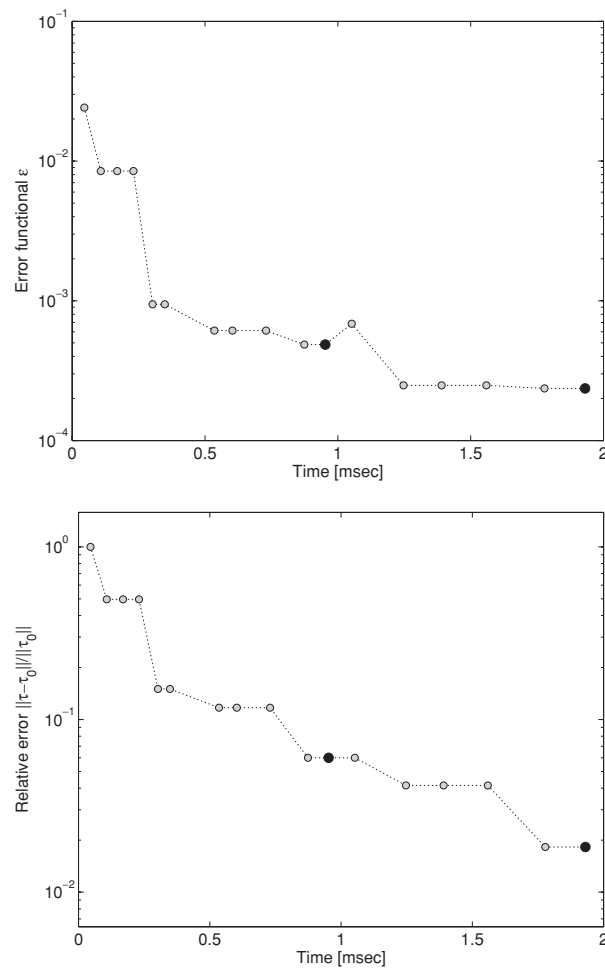 10⁻¹
10⁻²
10⁻³
10⁻⁴
Error functional ε
0 0.5 1 1.5 2
Time [msec]
10⁰
10⁻¹
10⁻²
Relative error ||τ−τ₀||/||τ₀||
0 0.5 1 1.5 2
Time [msec]